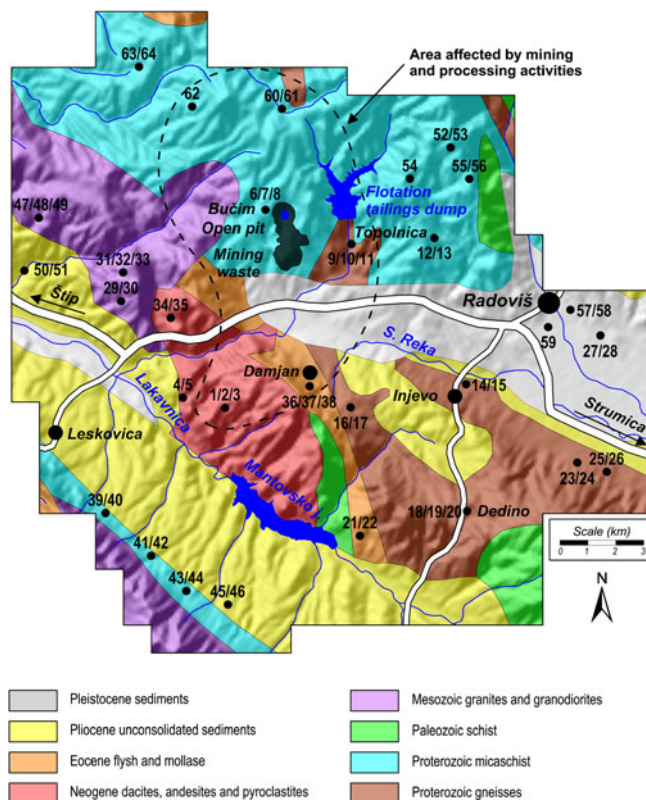 63/64
Area affected by mining
and processing activities
62
60/61
52/53
54
55/56
6/7/8
Flotation
tailings dump
47/48/49
Bučim
Open pit
Topolnica
Mining
waste
9/10/11
12/13
50/51
31/32/33
29/30
Štip
34/35
Radoviš
57/58
59
27/28
S. Reka
Damjan
4/5
1/2/3
36/37/38
16/17
Injevo
14/15
Lakavnica
Strumica
Leskovica
25/26
23/24
Mantovsko l.
39/40
18/19/20
Dedino
21/22
41/42
43/44
45/46
Scale (km)
0 1 2 3
N
Pleistocene sediments
Pliocene unconsolidated sediments
Eocene flysh and mollase
Neogene dacites, andesites and pyroclastites
Mesozoic granites and granodiorites
Paleozoic schist
Proterozoic micaschist
Proterozoic gneisses